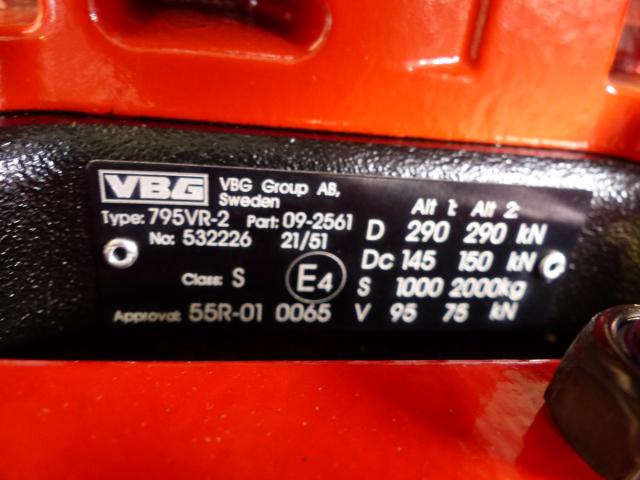 VBG VBG Group AB,
Sweden
Type: 795VR-2 Part: 09-2561
No: 532226 21/51
Class: S E4
Approval: 55R-01 0065
Alt 1: Alt 2:
D 290 290 kN
Dc 145 150 kN
S 1000 2000kg
V 95 75 kN